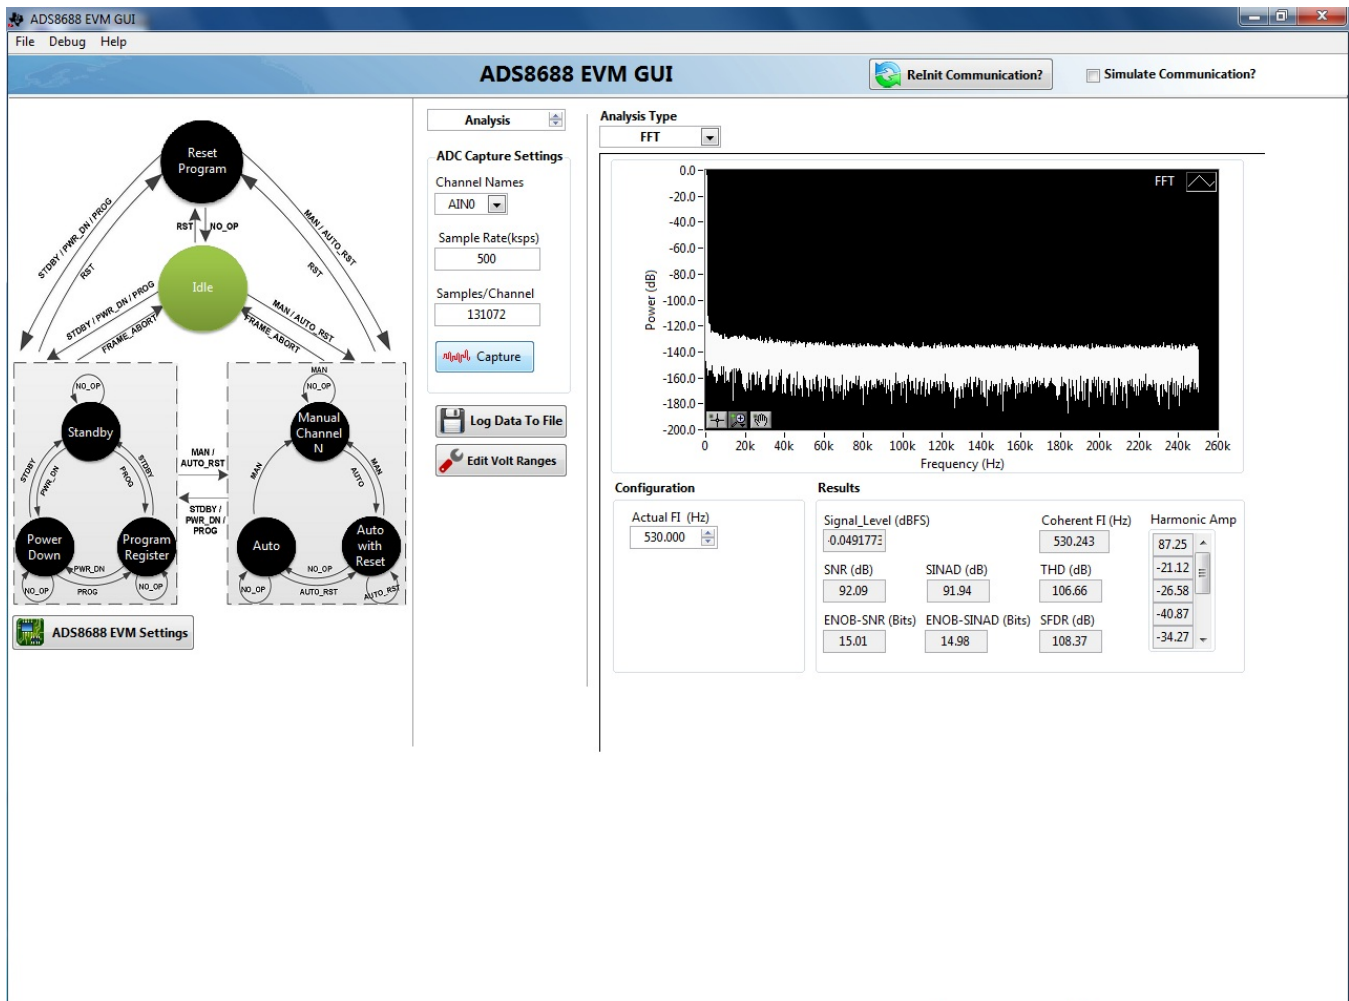 ADS8688 EVM GUI
File Debug Help
ADS8688 EVM GUI
ReInit Communication?
Simulate Communication?
Reset
Program
STDBY / PWR_DN / PROG
RST
RST
NO_OP
MAN / AUTO_RST
RST
Idle
STDBY / PWR_DN / PROG
FRAME_ABORT
MAN / AUTO_RST
FRAME_ABORT
NO_OP
Standby
STDBY
PWR_DN
STDBY
PROG
Power
Down
Program
Register
PWR_DN
PROG
NO_OP
NO_OP
MAN /
AUTO_RST
STDBY /
PWR_DN /
PROG
MAN
NO_OP
Manual
Channel
N
MAN
MAN
AUTO
Auto
Auto
with
Reset
NO_OP
AUTO_RST
NO_OP
AUTO_RST
ADS8688 EVM Settings
Analysis
ADC Capture Settings
Channel Names
AIN0
Sample Rate(ksps)
500
Samples/Channel
131072
Capture
Log Data To File
Edit Volt Ranges
Analysis Type
FFT
FFT
Power (dB)
0.0
-20.0
-40.0
-60.0
-80.0
-100.0
-120.0
-140.0
-160.0
-180.0
-200.0
0 20k 40k 60k 80k 100k 120k 140k 160k 180k 200k 220k 240k 260k
Frequency (Hz)
Configuration
Actual FI (Hz)
530.000
Results
Signal_Level (dBFS) Coherent FI (Hz) Harmonic Amp
-0.0491773 530.243
SNR (dB) SINAD (dB) THD (dB)
92.09 91.94 106.66
ENOB-SNR (Bits) ENOB-SINAD (Bits) SFDR (dB)
15.01 14.98 108.37
87.25
-21.12
-26.58
-40.87
-34.27